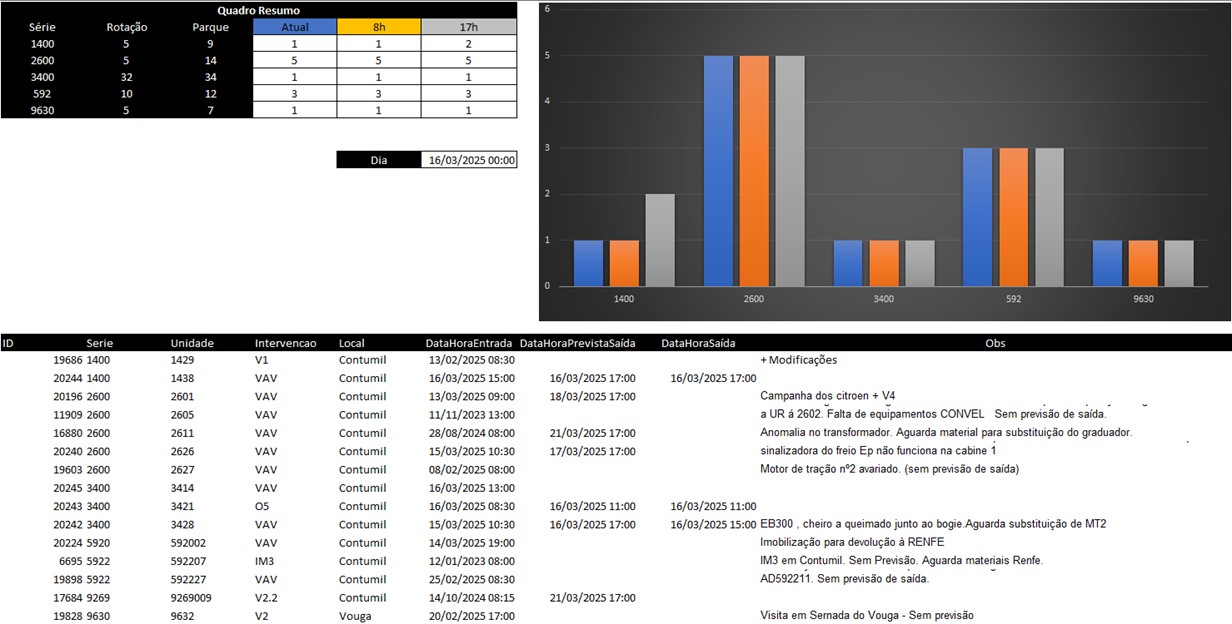 Quadro Resumo
Série Rotação Parque Atual 8h 17h
1400 5 9 1 1 2
2600 5 14 5 5 5
3400 32 34 1 1 1
592 10 12 3 3 3
9630 5 7 1 1 1
Dia 16/03/2025 00:00
6
5
4
3
2
1
0
1400 2600 3400 592 9630
ID Serie Unidade Intervencao Local DataHoraEntrada DataHoraPrevistaSaída DataHoraSaída Obs
19686 1400 1429 V1 Contumil 13/02/2025 08:30 + Modificações
20244 1400 1438 VAV Contumil 16/03/2025 15:00 16/03/2025 17:00 16/03/2025 17:00
20196 2600 2601 VAV Contumil 13/03/2025 09:00 18/03/2025 17:00 Campanha dos citroen + V4
11909 2600 2605 VAV Contumil 11/11/2023 13:00 a UR á 2602. Falta de equipamentos CONVEL Sem previsão de saída.
16880 2600 2611 VAV Contumil 28/08/2024 08:00 21/03/2025 17:00 Anomalia no transformador. Aguarda material para substituição do graduador.
20240 2600 2626 VAV Contumil 15/03/2025 10:30 17/03/2025 17:00 sinalizadora do freio Ep não funciona na cabine 1
19603 2600 2627 VAV Contumil 08/02/2025 08:00 Motor de tração nº2 avariado. (sem previsão de saída)
20245 3400 3414 VAV Contumil 16/03/2025 13:00
20243 3400 3421 O5 Contumil 16/03/2025 08:30 16/03/2025 11:00 16/03/2025 11:00
20242 3400 3428 VAV Contumil 15/03/2025 10:30 16/03/2025 17:00 16/03/2025 15:00 EB300 , cheiro a queimado junto ao bogie.Aguarda substituição de MT2
20224 5920 592002 VAV Contumil 14/03/2025 19:00 Imobilização para devolução à RENFE
6695 5922 592207 IM3 Contumil 12/01/2023 08:00 IM3 em Contumil. Sem Previsão. Aguarda materiais Renfe.
19898 5922 592227 VAV Contumil 25/02/2025 08:30 AD592211. Sem previsão de saída.
17684 9269 9269009 V2.2 Contumil 14/10/2024 08:15 21/03/2025 17:00
19828 9630 9632 V2 Vouga 20/02/2025 17:00 Visita em Sernada do Vouga - Sem previsão